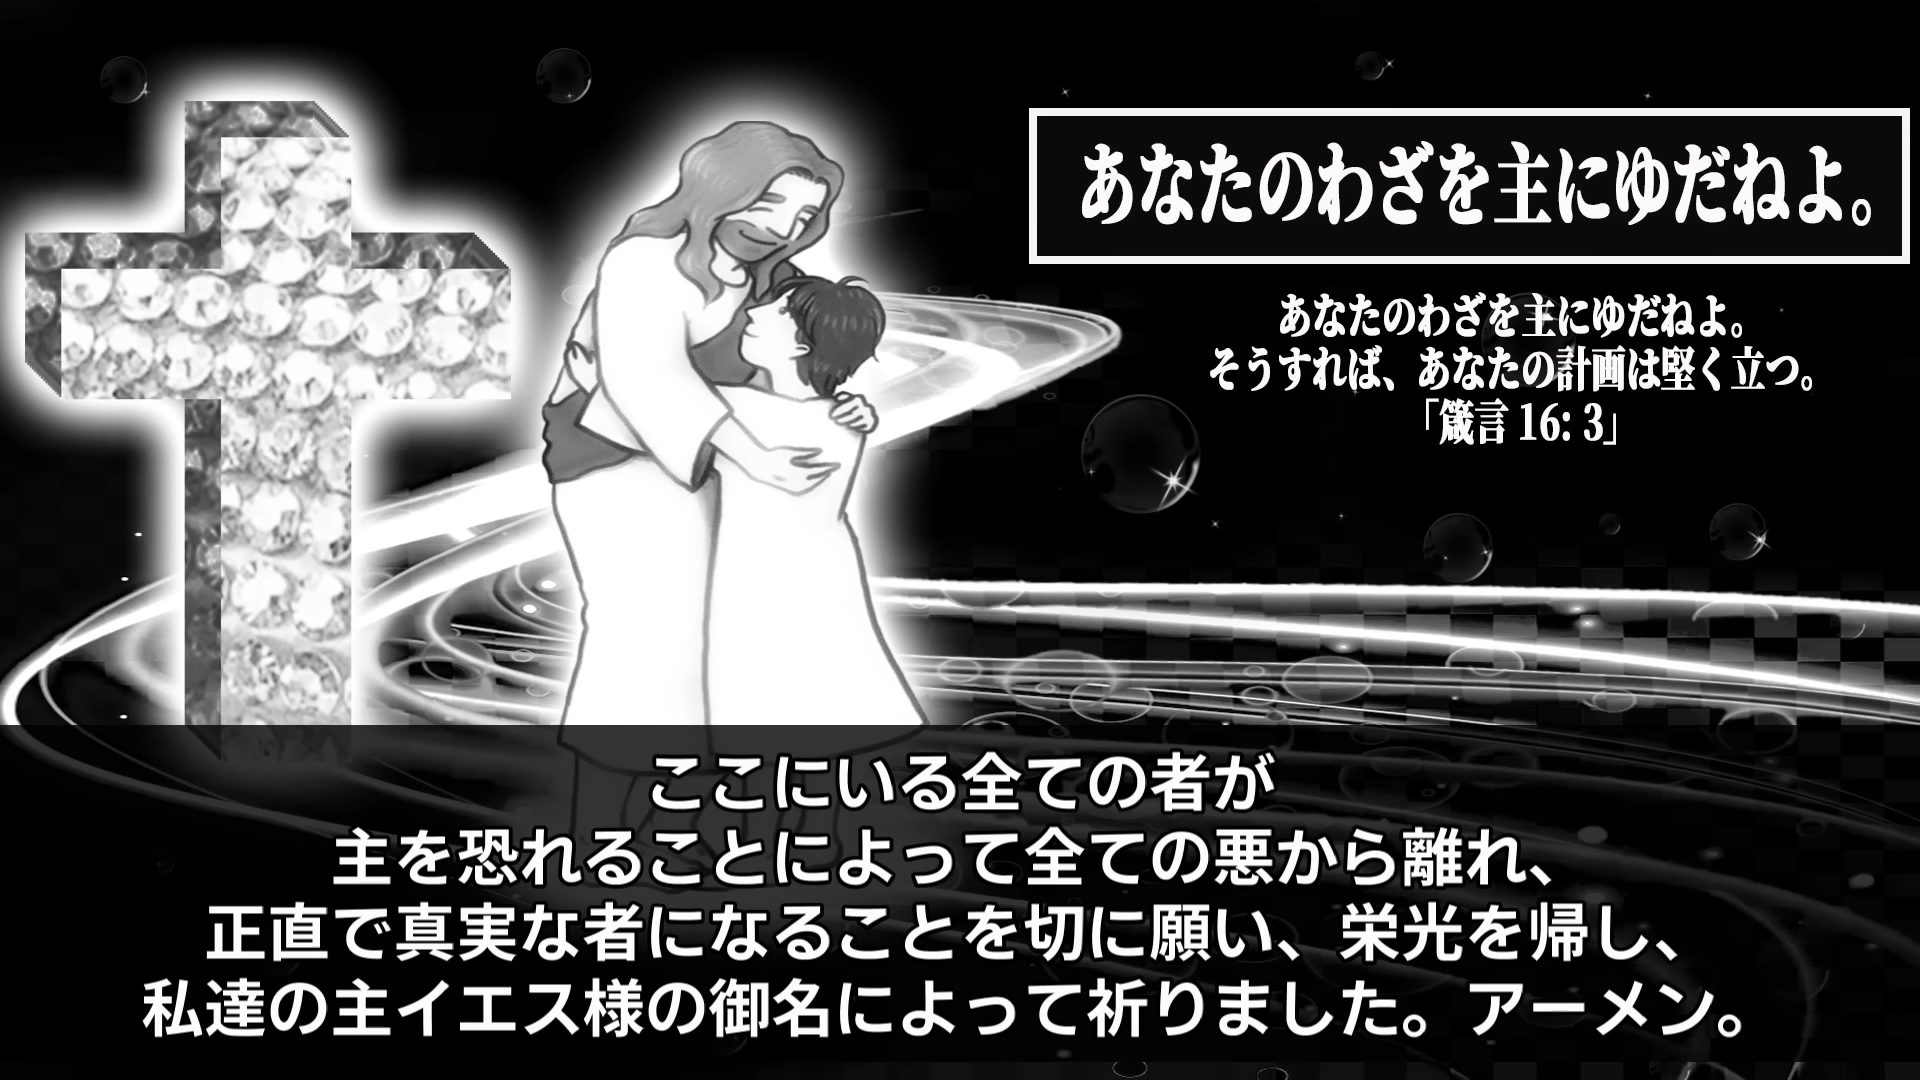 あなたのわざを主にゆだねよ。
あなたのわざを主にゆだねよ。
そうすれば、あなたの計画は堅く立つ。
「箴言 16: 3」
ここにいる全ての者が
主を恐れることによって全ての悪から離れ、
正直で真実な者になることを切に願い、栄光を帰し、
私達の主イエス様の御名によって祈りました。アーメン。